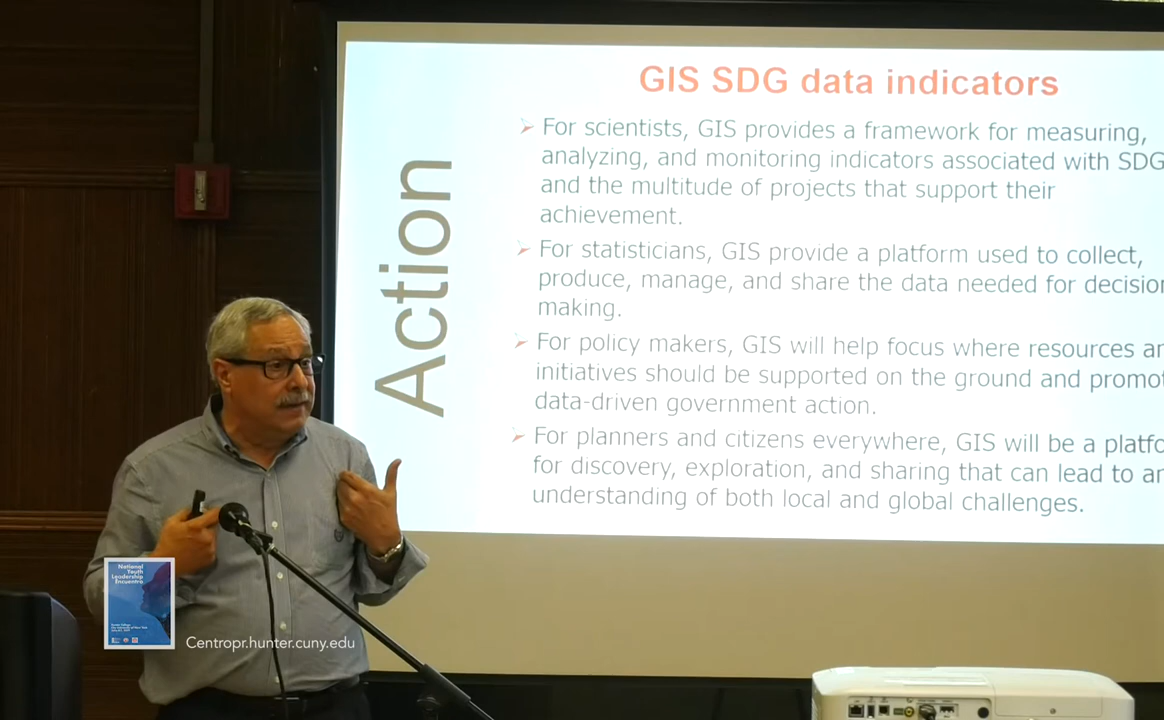 GIS SDG data indicators
Action
For scientists, GIS provides a framework for measuring,
analyzing, and monitoring indicators associated with SDG
and the multitude of projects that support their
achievement.
For statisticians, GIS provide a platform used to collect,
produce, manage, and share the data needed for decision
making.
For policy makers, GIS will help focus where resources
initiatives should be supported on the ground and
data-driven government action.
For planners and citizens everywhere, GIS will be a
for discovery, exploration, and sharing that can lead to
understanding of both local and global challenges.
National
Youth
Leadership
Encuentro
Centropr.hunter.cuny.edu